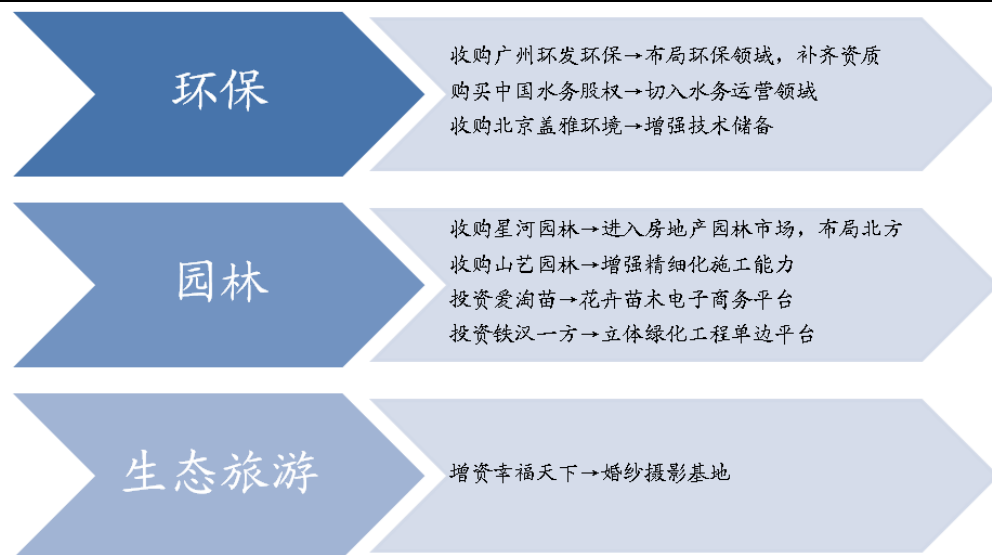 环保
收购广州环发环保→布局环保领域，补齐资质
购买中国水务股权→切入水务运营领域
收购北京盖雅环境→增强技术储备
园林
收购星河园林→进入房地产园林市场，布局北方
收购山艺园林→增强精细化施工能力
投资爱淘苗→花卉苗木电子商务平台
投资铁汉一方→立体绿化工程单边平台
生态旅游
增资幸福天下→婚纱摄影基地